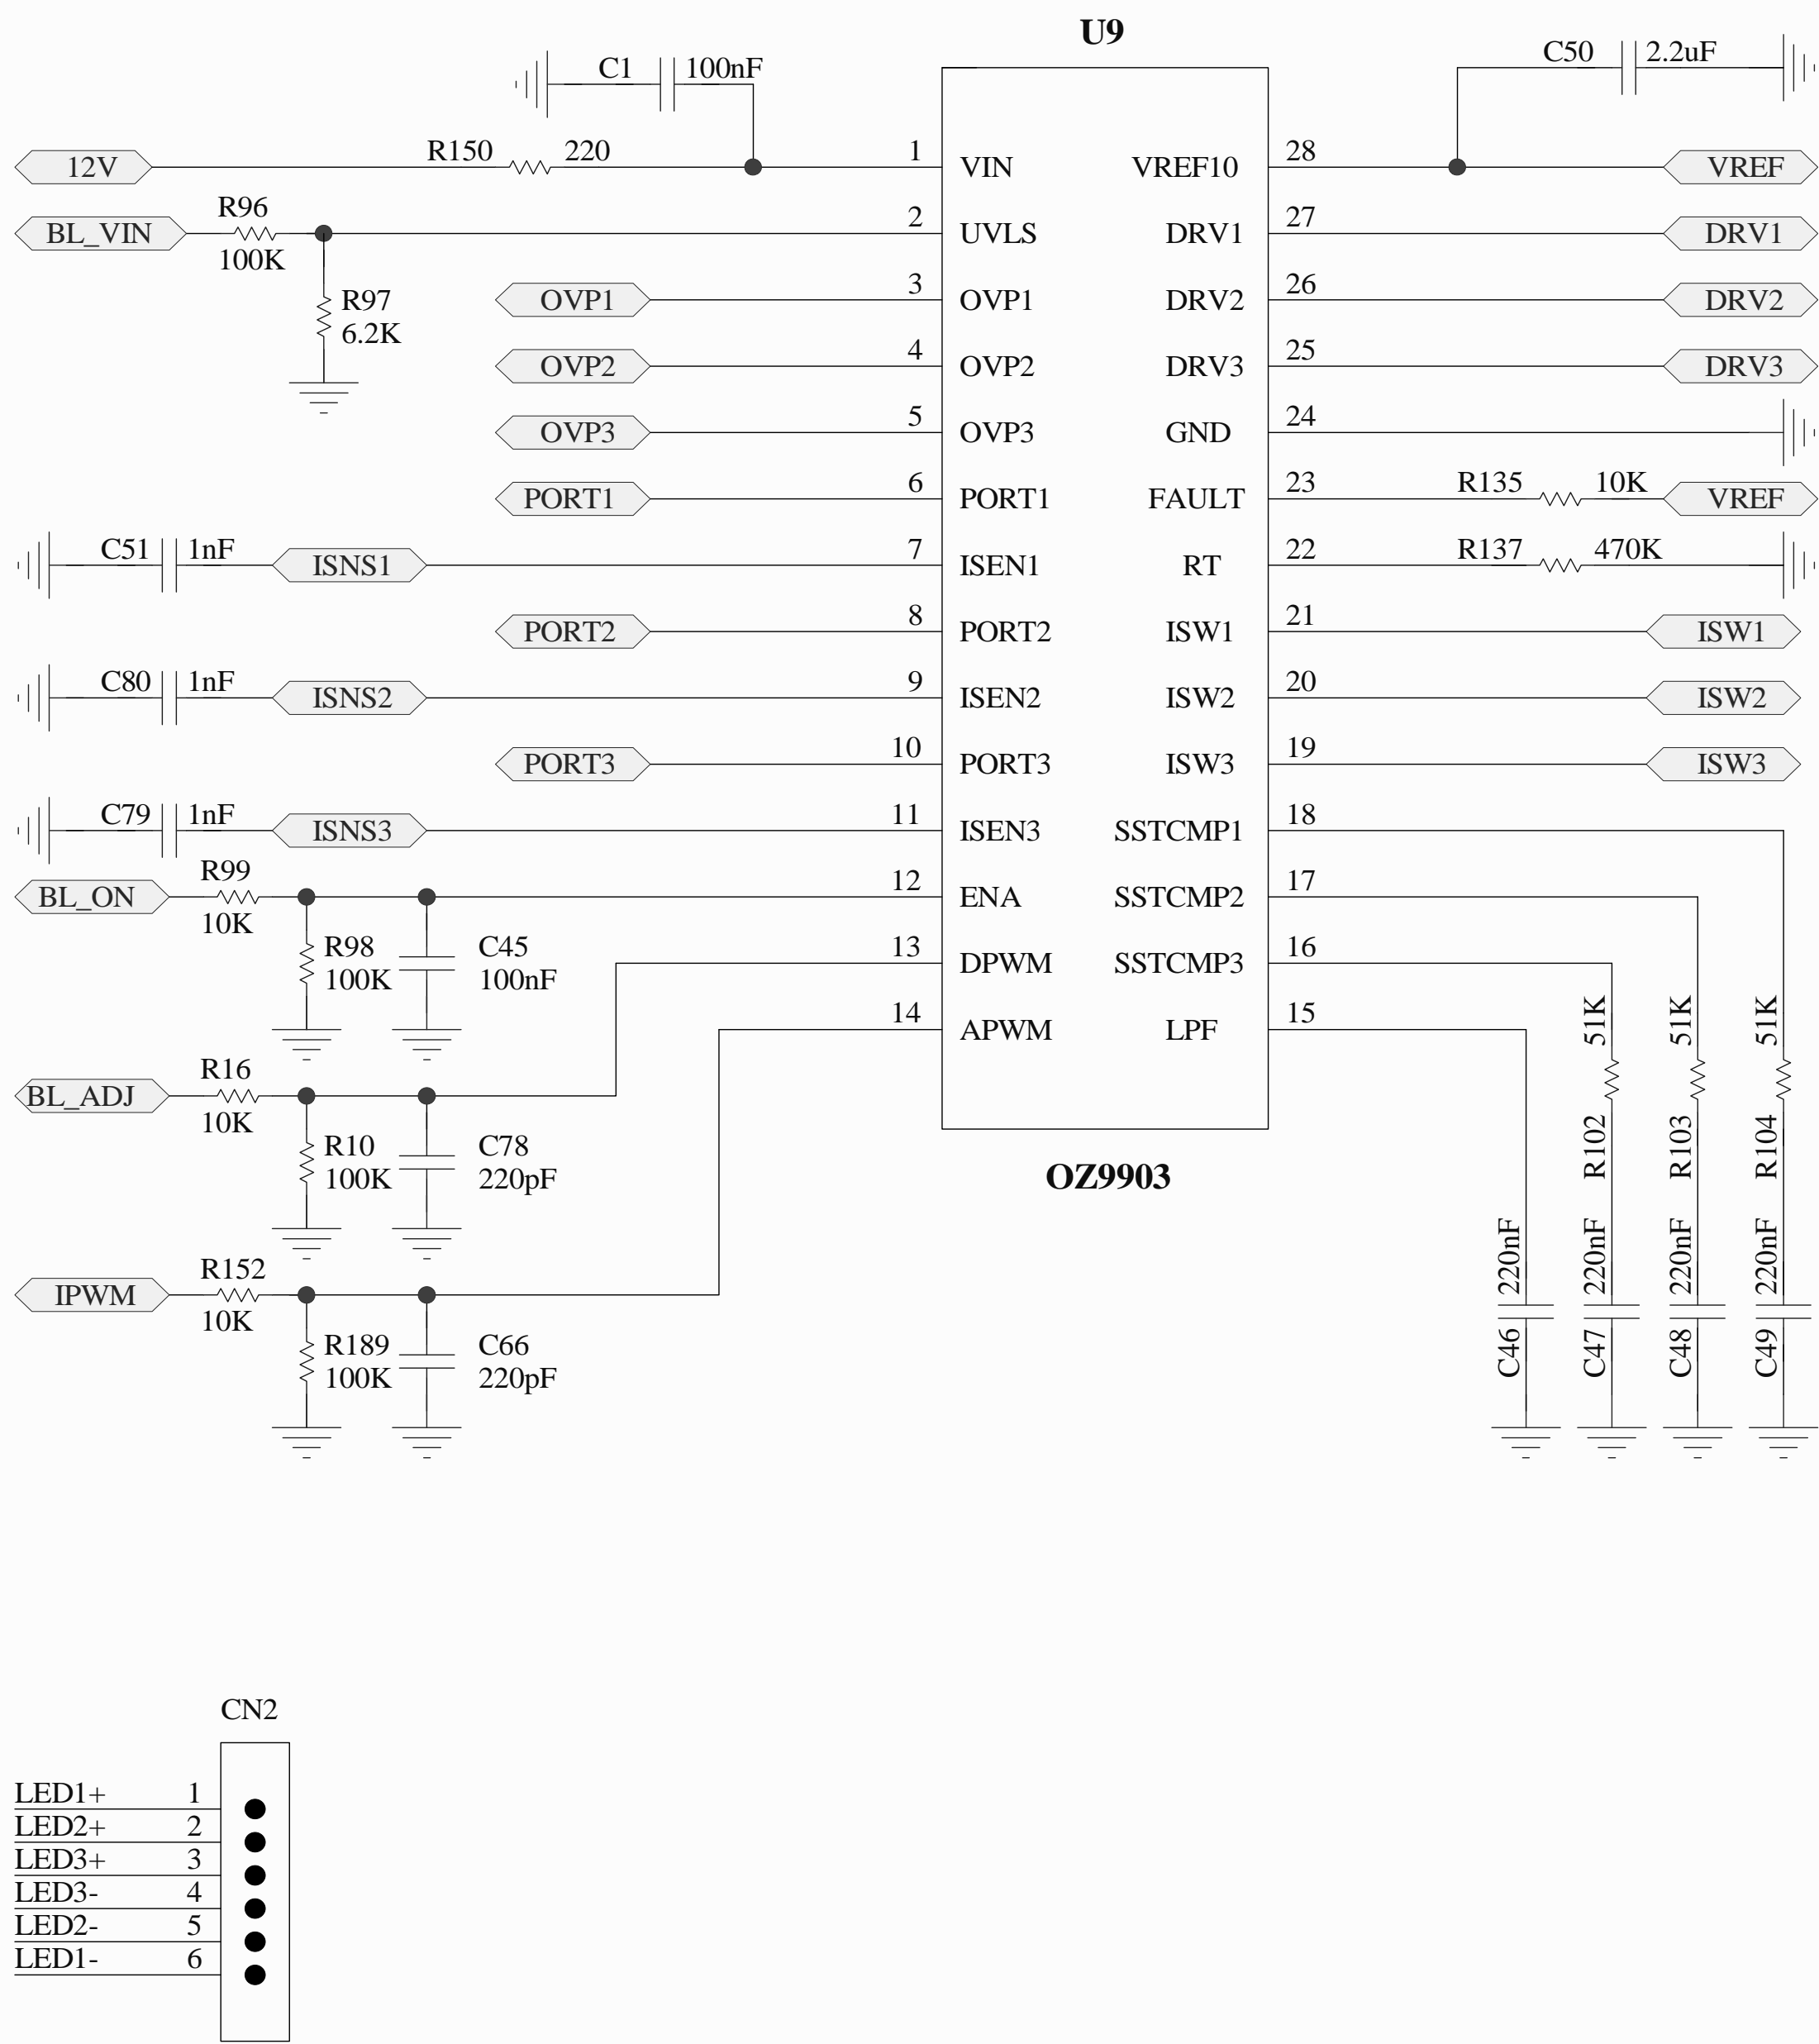 U9
C1 100nF
C50 2.2uF
12V R150 220 1 VIN VREF10 28 VREF
R96
BL_VIN 2 UVLS DRV1 27 DRV1
100K
R97
6.2K
OVP1 3 OVP1 DRV2 26 DRV2
OVP2 4 OVP2 DRV3 25 DRV3
OVP3 5 OVP3 GND 24
PORT1 6 PORT1 FAULT 23 R135 10K VREF
C51 1nF ISNS1 7 ISEN1 RT 22 R137 470K
PORT2 8 PORT2 ISW1 21 ISW1
C80 1nF ISNS2 9 ISEN2 ISW2 20 ISW2
PORT3 10 PORT3 ISW3 19 ISW3
C79 1nF ISNS3 11 ISEN3 SSTCMP1 18
R99
BL_ON 12 ENA SSTCMP2 17
10K
R98 C45
100K 100nF
13 DPWM SSTCMP3 16
14 APWM LPF 15
51K 51K 51K
R16
BL_ADJ
10K
R10 C78
100K 220pF
R102 R103 R104
OZ9903
R152
IPWM
10K
R189 C66
100K 220pF
220nF 220nF 220nF 220nF
C46 C47 C48 C49
CN2
LED1+ 1
LED2+ 2
LED3+ 3
LED3- 4
LED2- 5
LED1- 6